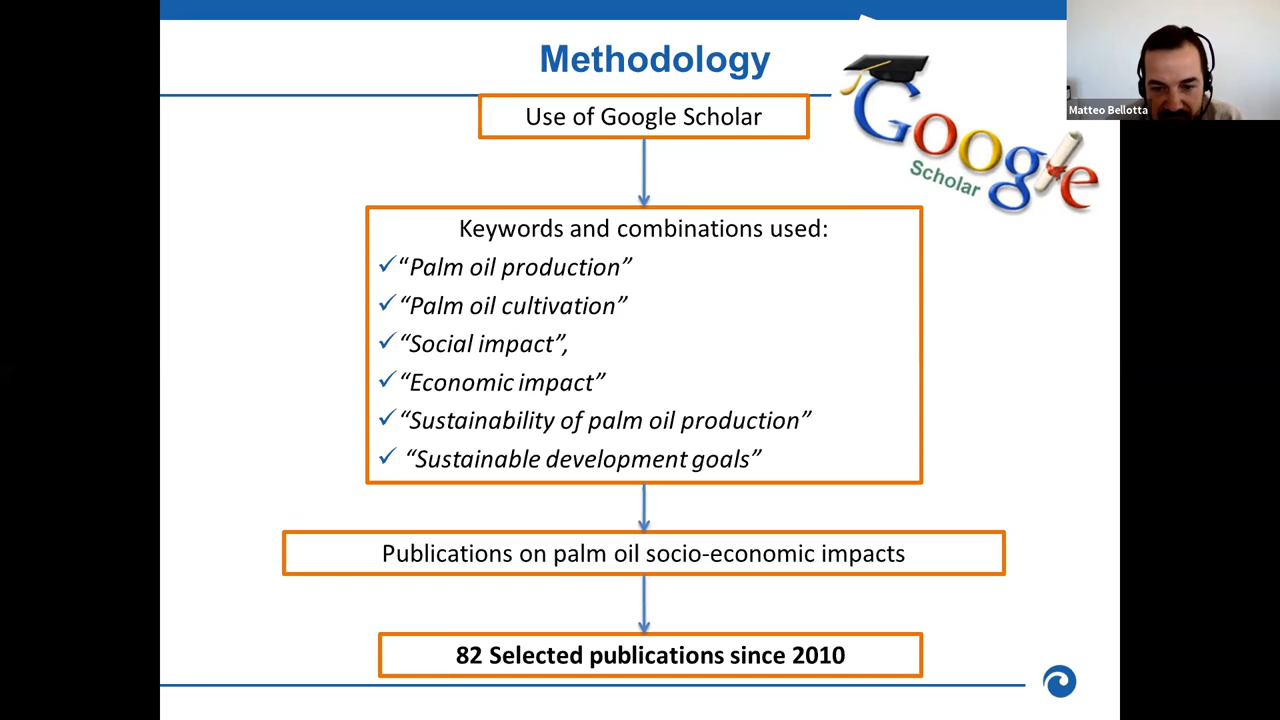 Methodology
Matteo Bellotta
Use of Google Scholar
Google
Scholar
Keywords and combinations used:
“Palm oil production”
“Palm oil cultivation”
“Social impact”,
“Economic impact”
“Sustainability of palm oil production”
“Sustainable development goals”
Publications on palm oil socio-economic impacts
82 Selected publications since 2010